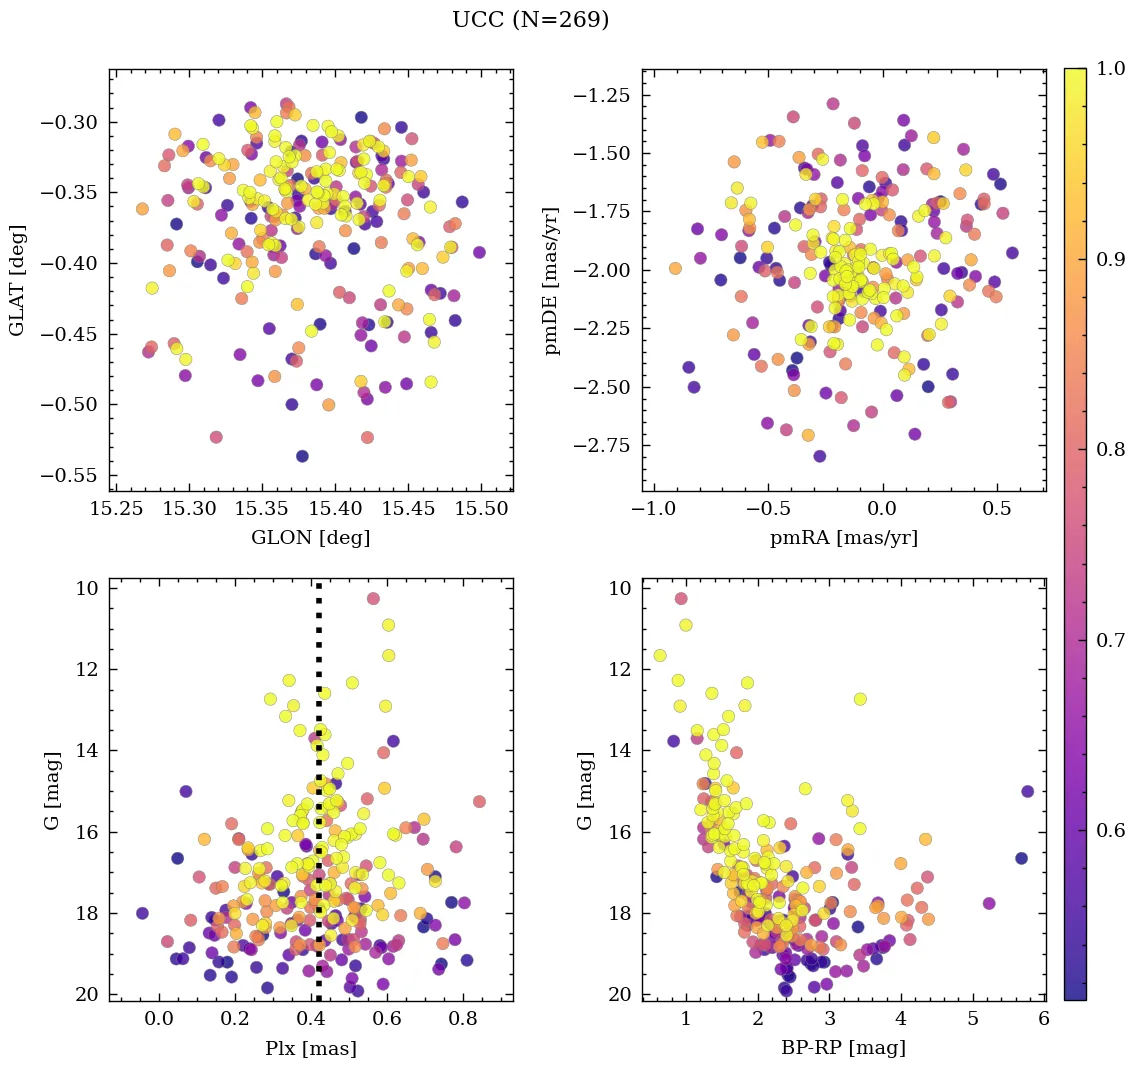 UCC (N=269)
−0.30
−0.35
−0.40
−0.45
−0.50
−0.55
GLAT [deg]
15.25 15.30 15.35 15.40 15.45 15.50
GLON [deg]
−1.25
−1.50
−1.75
−2.00
−2.25
−2.50
−2.75
pmDE [mas/yr]
−1.0 −0.5 0.0 0.5
pmRA [mas/yr]
10
12
14
16
18
20
G [mag]
0.0 0.2 0.4 0.6 0.8
Plx [mas]
10
12
14
16
18
20
G [mag]
1 2 3 4 5 6
BP-RP [mag]
1.0
0.9
0.8
0.7
0.6